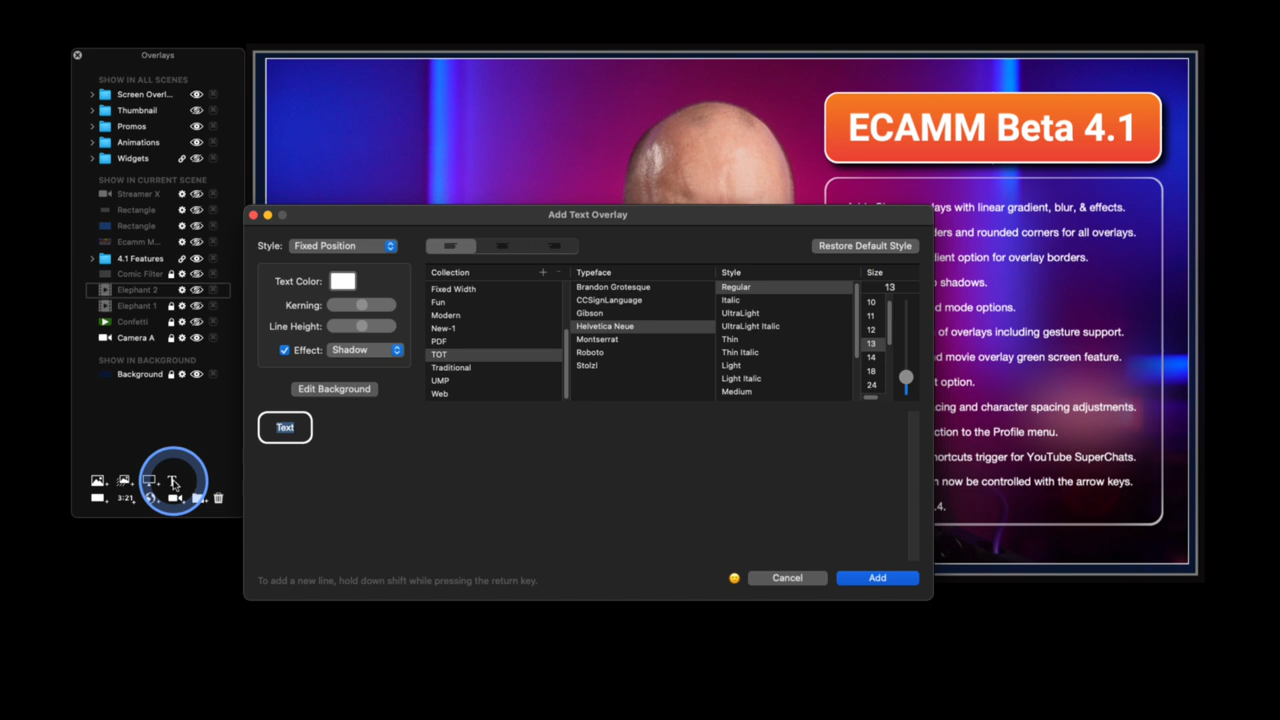 Overlays
SHOW IN ALL SCENES
Screen Overl...
Thumbnail
Promos
Animations
Widgets
SHOW IN CURRENT SCENE
Streamer X
Rectangle
Rectangle
Ecamm M...
4.1 Features
Comic Filter
Elephant 2
Elephant 1
Confetti
Camera A
SHOW IN BACKGROUND
Background
T
3:21
ECAMM Beta 4.1
lays with linear gradient, blur, & effects.
ders and rounded corners for all overlays.
dient option for overlay borders.
shadows.
d mode options.
of overlays including gesture support.
d movie overlay green screen feature.
t option.
acing and character spacing adjustments.
ction to the Profile menu.
ortcuts trigger for YouTube SuperChats.
now be controlled with the arrow keys.
.4.
Add Text Overlay
Style: Fixed Position
Restore Default Style
Text Color:
Kerning:
Line Height:
Effect: Shadow
Edit Background
Collection + -
Fixed Width
Fun
Modern
New-1
PDF
TOT
Traditional
UMP
Web
Typeface
Brandon Grotesque
CCSignLanguage
Gibson
Helvetica Neue
Montserrat
Roboto
Stolzl
Style
Regular
Italic
UltraLight
UltraLight Italic
Thin
Thin Italic
Light
Light Italic
Medium
Size
13
10
11
12
13
14
18
24
Text
To add a new line, hold down shift while pressing the return key.
Cancel
Add